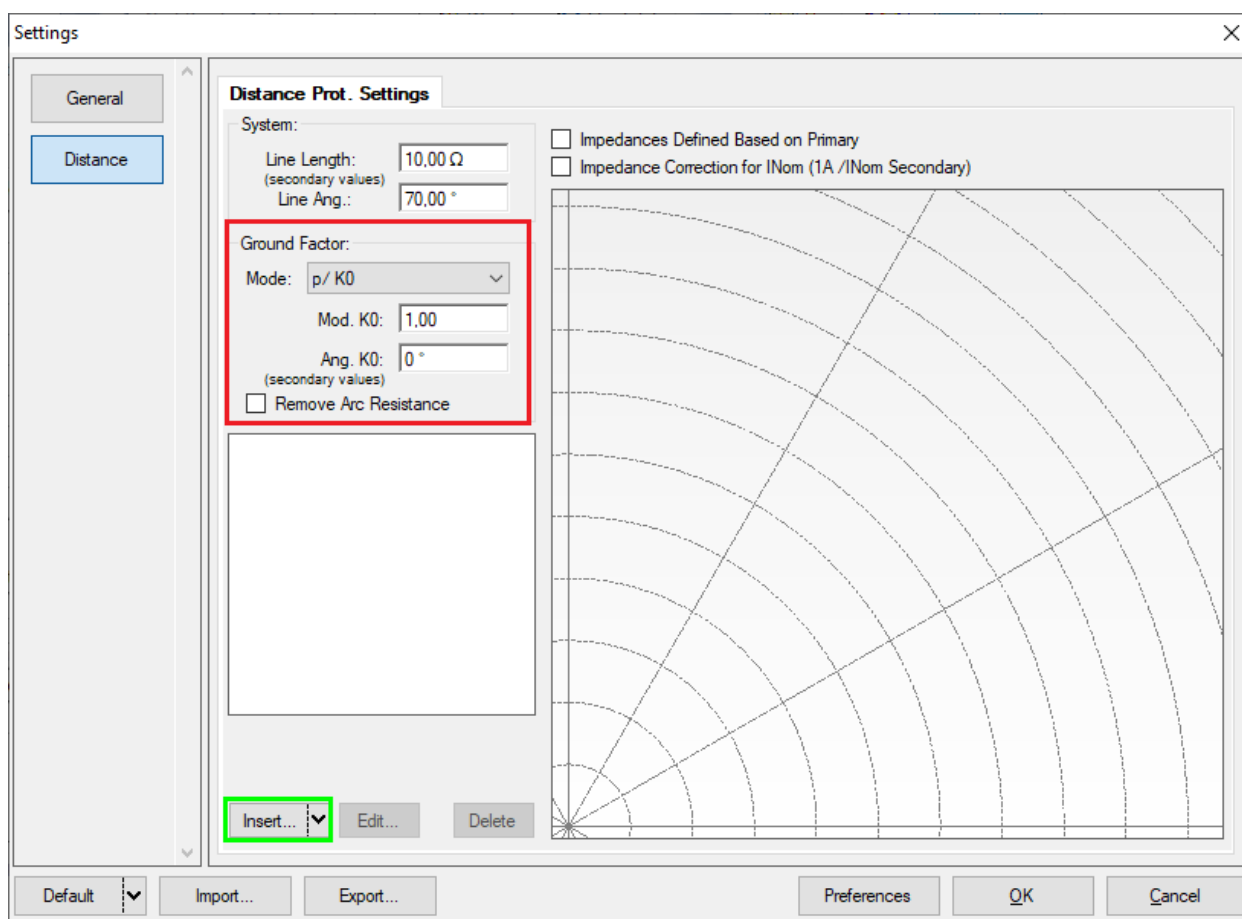 Settings
General
Distance
Distance Prot. Settings
System:
Line Length: 10,00 Ω
(secondary values)
Line Ang.: 70,00 °
Ground Factor:
Mode: p/ K0
Mod. K0: 1,00
Ang. K0: 0 °
(secondary values)
Remove Arc Resistance
Impedances Defined Based on Primary
Impedance Correction for INom (1A /INom Secondary)
Insert... Edit... Delete
Default Import... Export... Preferences OK Cancel